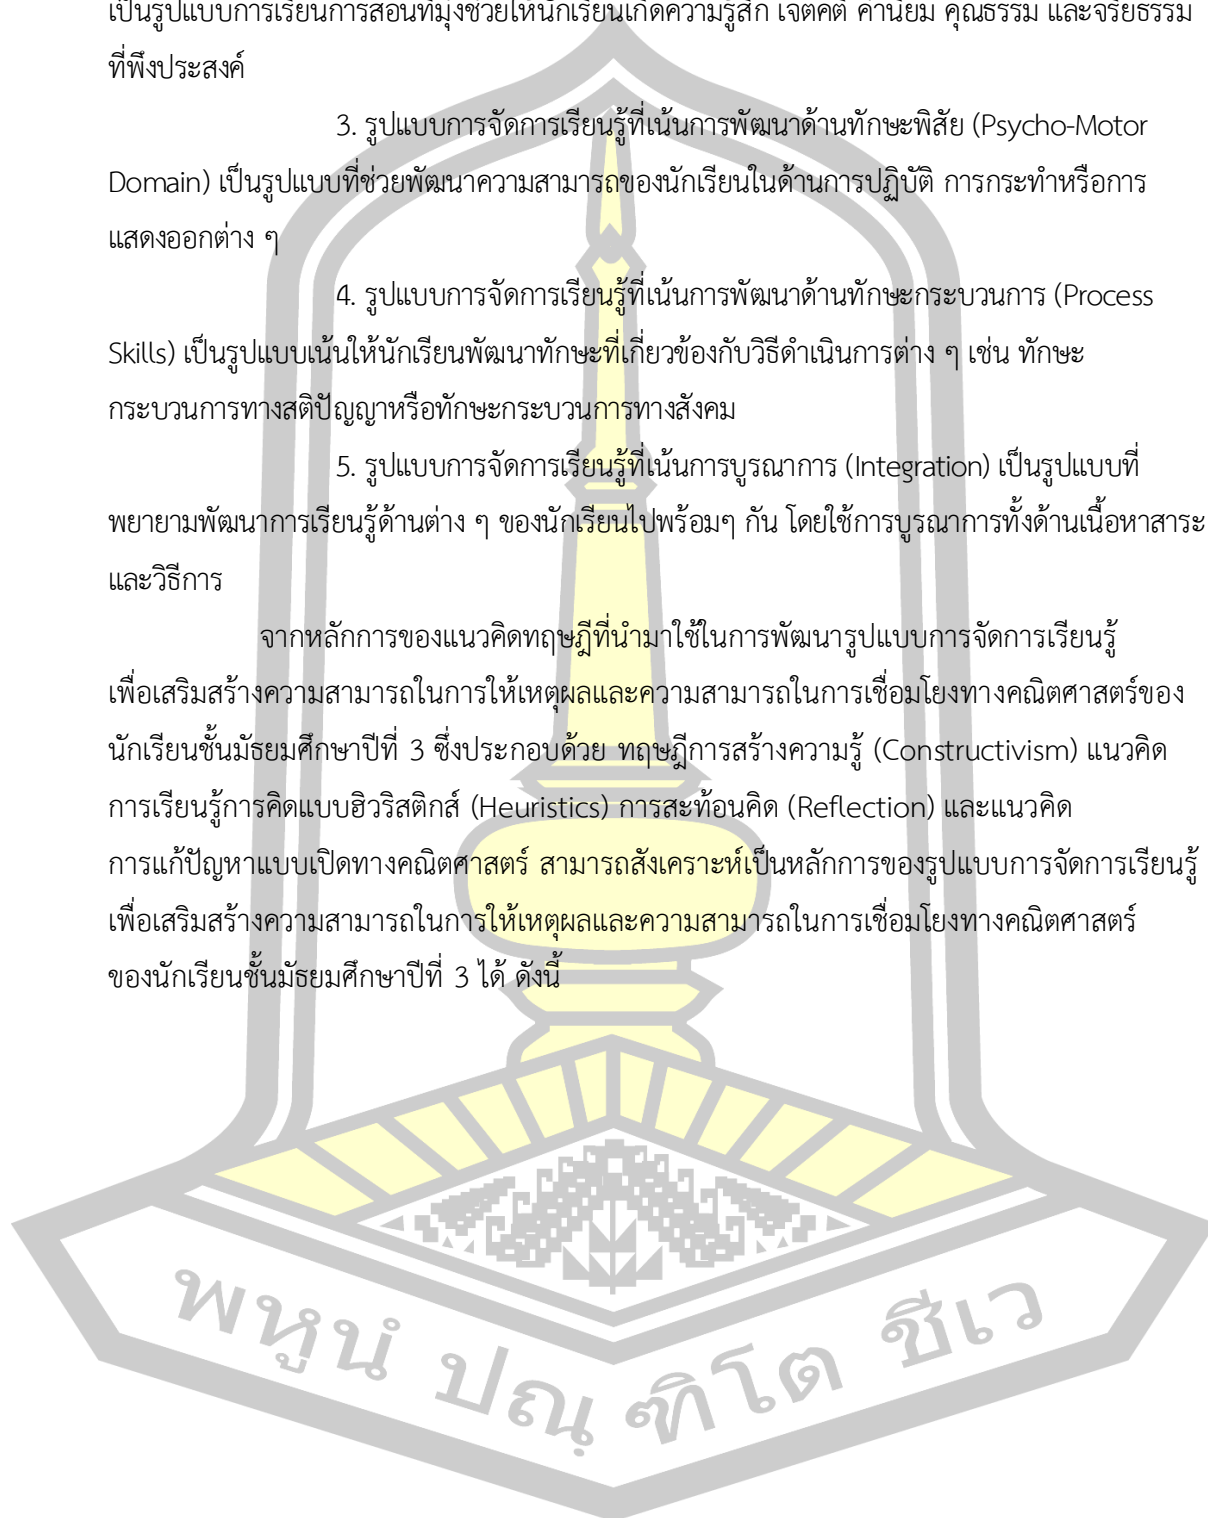 เป็นรูปแบบการเรียนการสอนที่มุ่งช่วยให้นักเรียนเกิดความรู้สึก เจตคติ ค่านิยม คุณธรรม และจริยธรรม
ที่พึงประสงค์
3. รูปแบบการจัดการเรียนรู้ที่เน้นการพัฒนาด้านทักษะพิสัย (Psycho-Motor
Domain) เป็นรูปแบบที่ช่วยพัฒนาความสามารถของนักเรียนในด้านการปฏิบัติ การกระทำหรือการ
แสดงออกต่าง ๆ
4. รูปแบบการจัดการเรียนรู้ที่เน้นการพัฒนาด้านทักษะกระบวนการ (Process
Skills) เป็นรูปแบบเน้นให้นักเรียนพัฒนาทักษะที่เกี่ยวข้องกับวิธีดำเนินการต่าง ๆ เช่น ทักษะ
กระบวนการทางสติปัญญาหรือทักษะกระบวนการทางสังคม
5. รูปแบบการจัดการเรียนรู้ที่เน้นการบูรณาการ (Integration) เป็นรูปแบบที่
พยายามพัฒนาการเรียนรู้ด้านต่าง ๆ ของนักเรียนไปพร้อมๆ กัน โดยใช้การบูรณาการทั้งด้านเนื้อหาสาระ
และวิธีการ
จากหลักการของแนวคิดทฤษฎีที่นำมาใช้ในการพัฒนารูปแบบการจัดการเรียนรู้
เพื่อเสริมสร้างความสามารถในการให้เหตุผลและความสามารถในการเชื่อมโยงทางคณิตศาสตร์ของ
นักเรียนชั้นมัธยมศึกษาปีที่ 3 ซึ่งประกอบด้วย ทฤษฎีการสร้างความรู้ (Constructivism) แนวคิด
การเรียนรู้การคิดแบบฮิวริสติกส์ (Heuristics) การสะท้อนคิด (Reflection) และแนวคิด
การแก้ปัญหาแบบเปิดทางคณิตศาสตร์ สามารถสังเคราะห์เป็นหลักการของรูปแบบการจัดการเรียนรู้
เพื่อเสริมสร้างความสามารถในการให้เหตุผลและความสามารถในการเชื่อมโยงทางคณิตศาสตร์
ของนักเรียนชั้นมัธยมศึกษาปีที่ 3 ได้ ดังนี้
พหูนํ ปณฺ ฑิโต ชีเว